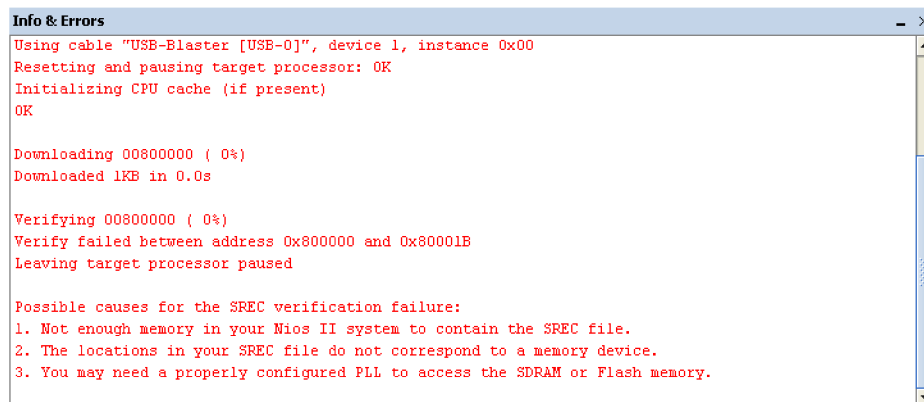 Info & Errors
Using cable "USB-Blaster [USB-0]", device 1, instance 0x00
Resetting and pausing target processor: OK
Initializing CPU cache (if present)
OK
Downloading 00800000 ( 0%)
Downloaded 1KB in 0.0s
Verifying 00800000 ( 0%)
Verify failed between address 0x800000 and 0x80001B
Leaving target processor paused
Possible causes for the SREC verification failure:
1. Not enough memory in your Nios II system to contain the SREC file.
2. The locations in your SREC file do not correspond to a memory device.
3. You may need a properly configured PLL to access the SDRAM or Flash memory.